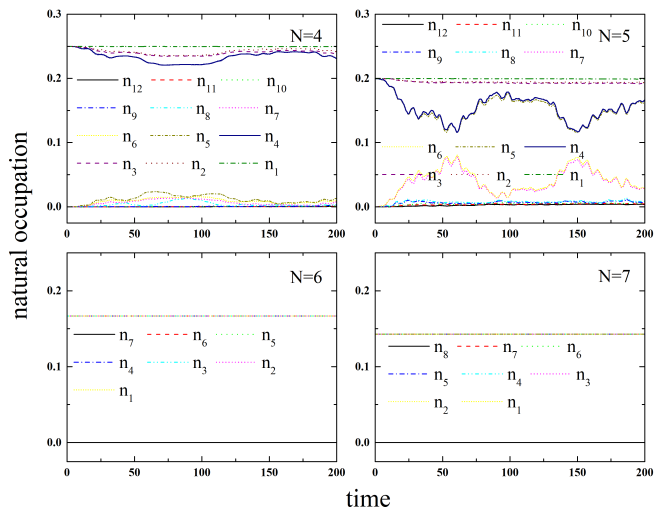 N=4
n12 n11 n10
n9 n8 n7
n6 n5 n4
n3 n2 n1
0.3
0.2
0.1
0.0
0 50 100 150 200
N=5
n12 n11 n10
n9 n8 n7
n6 n5 n4
n3 n2 n1
0.3
0.2
0.1
0.0
0 50 100 150 200
natural occupation
N=6
n7 n6 n5
n4 n3 n2
n1
0.2
0.1
0.0
0 50 100 150 200
N=7
n8 n7 n6
n5 n4 n3
n2 n1
0.2
0.1
0.0
0 50 100 150 200
time